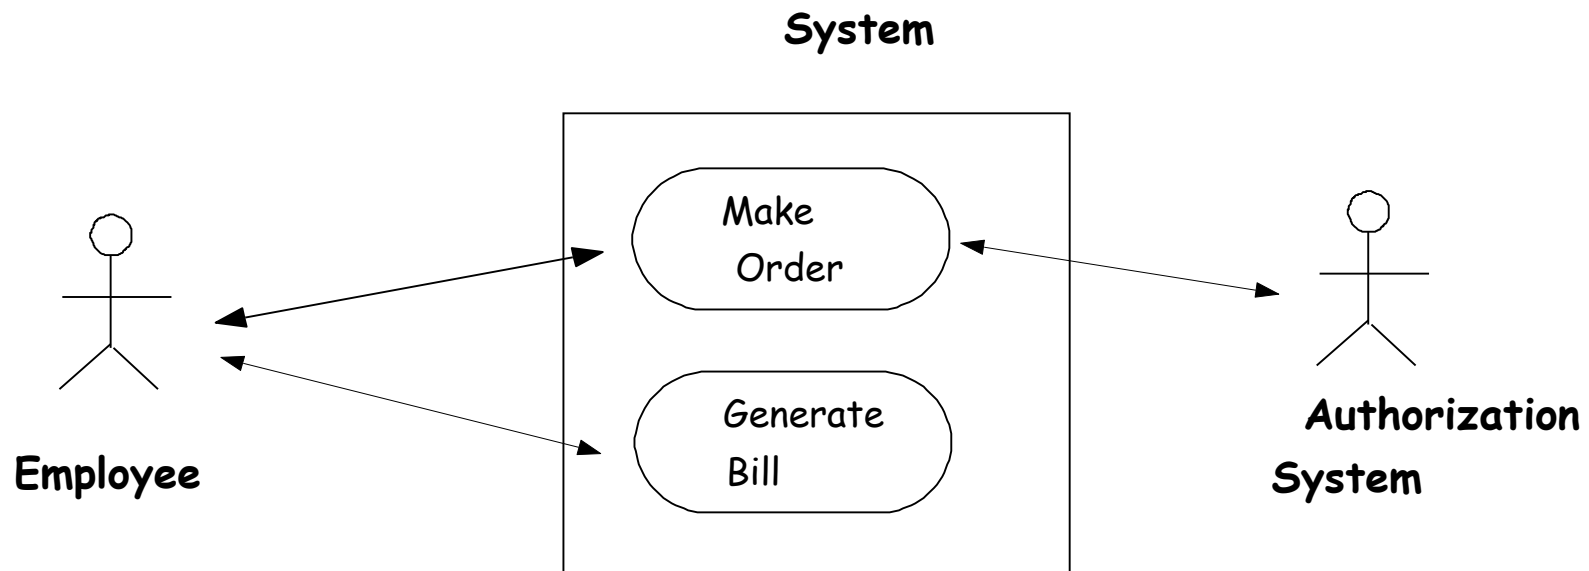 System
Make
Order
Generate
Bill
Employee
Authorization
System